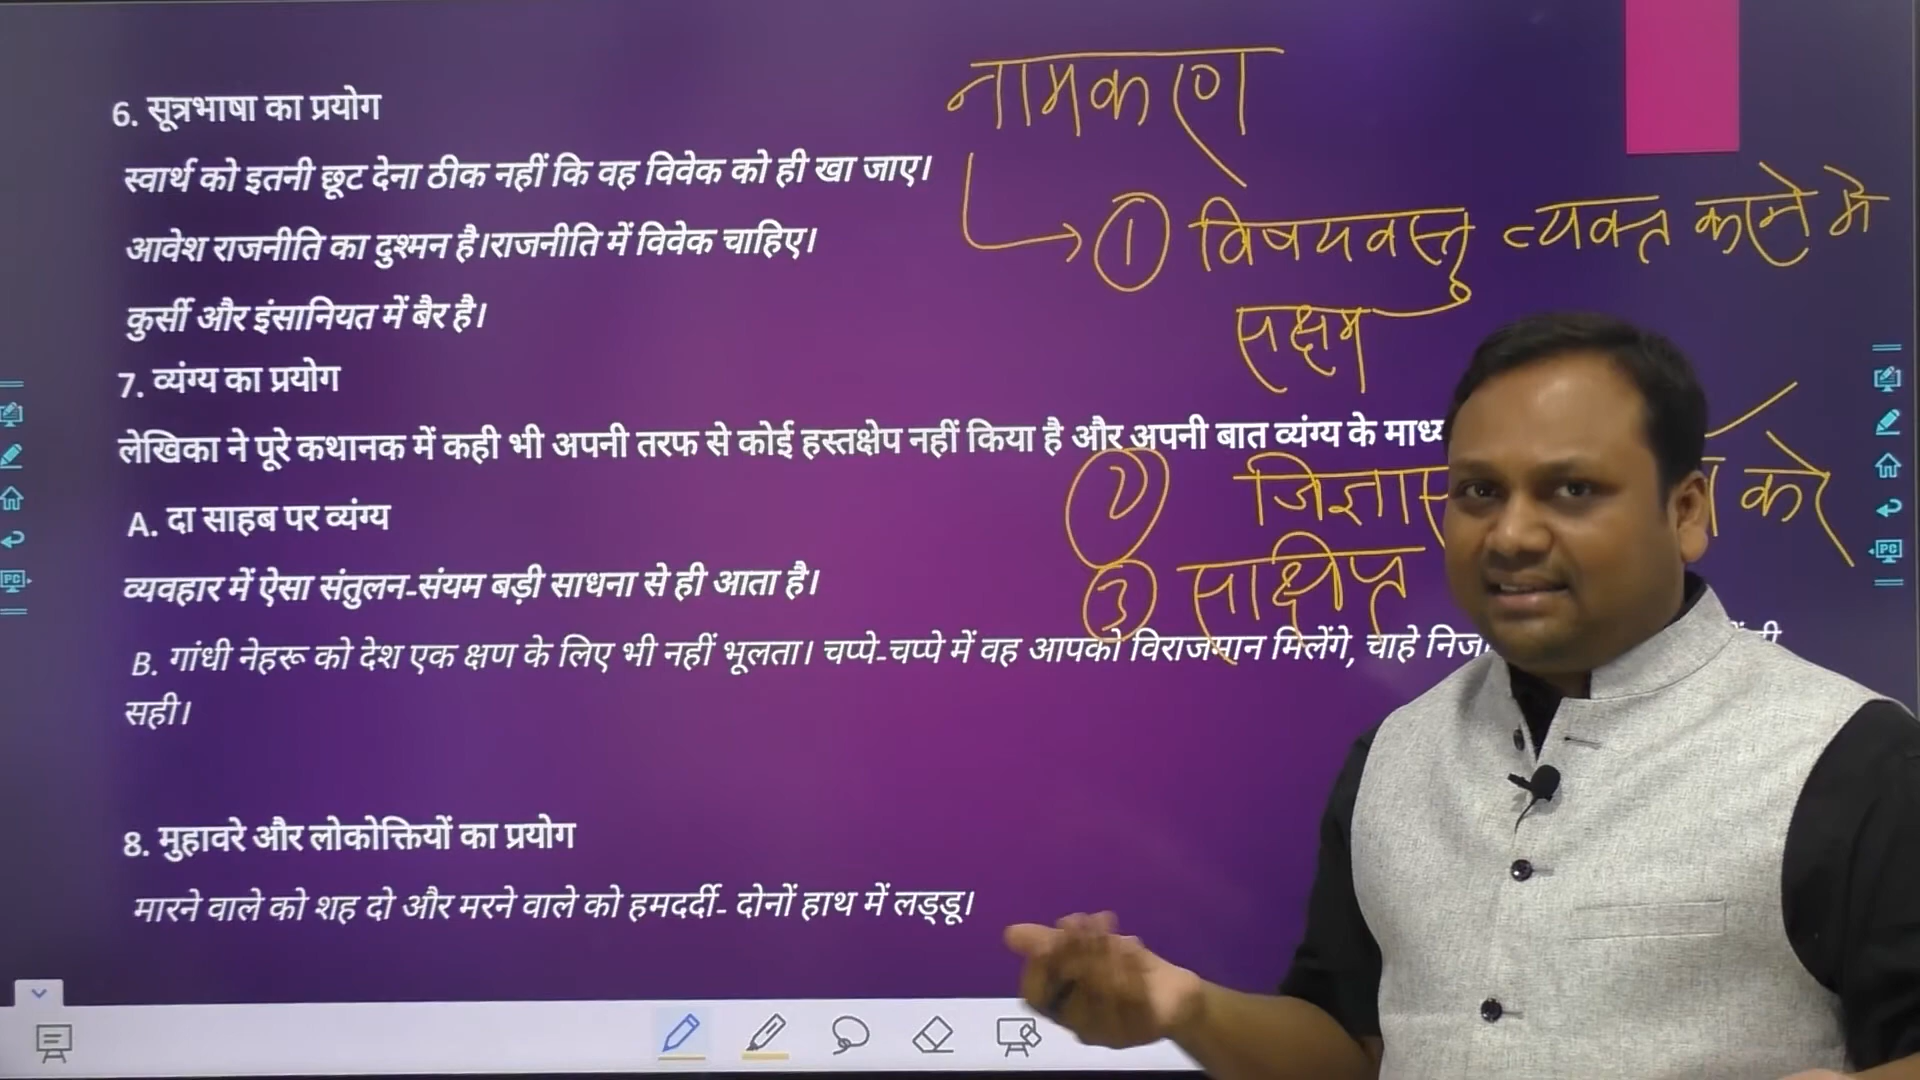 6. सूत्रभाषा का प्रयोग
स्वार्थ को इतनी छूट देना ठीक नहीं कि वह विवेक को ही खा जाए।
आवेश राजनीति का दुश्मन है।राजनीति में विवेक चाहिए।
कुर्सी और इंसानियत में बैर है।
7. व्यंग्य का प्रयोग
लेखिका ने पूरे कथानक में कही भी अपनी तरफ से कोई हस्तक्षेप नहीं किया है और अपनी बात व्यंग्य के
A. दा साहब पर व्यंग्य
व्यवहार में ऐसा संतुलन-संयम बड़ी साधना से ही आता है।
B. गांधी नेहरू को देश एक क्षण के लिए भी नहीं भूलता। चप्पे-चप्पे में वह आपको विराजमान मिलेंगे, चाहे
सही।
8. मुहावरे और लोकोक्तियों का प्रयोग
मारने वाले को शह दो और मरने वाले को हमदर्दी- दोनों हाथ में लड्डू।
नामकरण
① विषयवस्तु व्यक्त करने मे
सक्षम
② करे
③
PC
PC